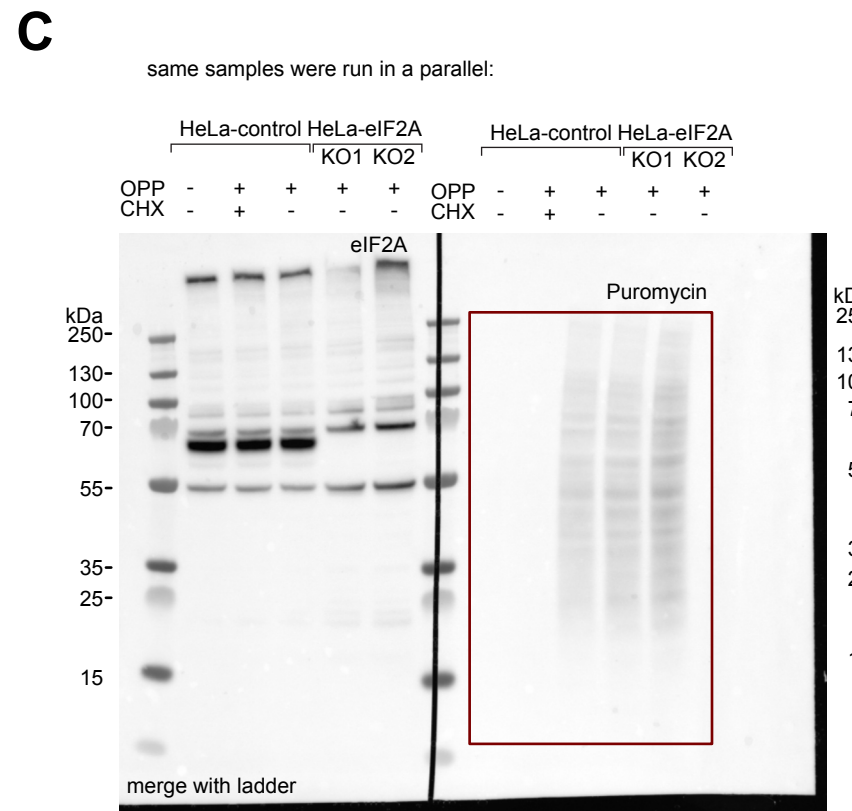 C
same samples were run in a parallel:
HeLa-control HeLa-eIF2A
KO1 KO2
OPP - + + + +
CHX - + - - -
HeLa-control HeLa-eIF2A
KO1 KO2
OPP - + + + +
CHX - + - - -
eIF2A
Puromycin
kDa
250-
130-
100-
70-
55-
35-
25-
15
merge with ladder